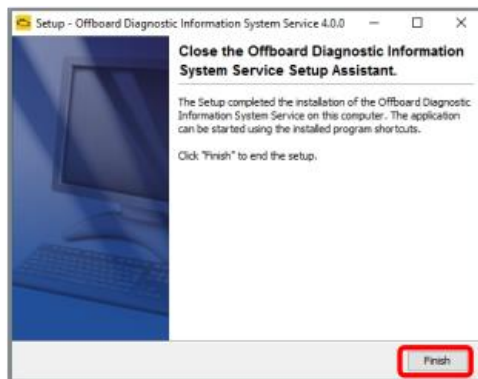 Setup - Offboard Diagnostic Information System Service 4.0.0
Close the Offboard Diagnostic Information
System Service Setup Assistant.
The Setup completed the installation of the Offboard Diagnostic
Information System Service on this computer. The application
can be started using the installed program shortcuts.
Click "Finish" to end the setup.
Finish